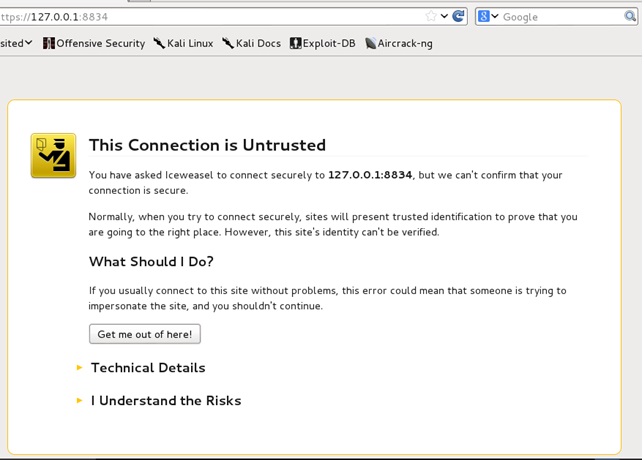 ttps://127.0.0.1:8834
Google
sited Offensive Security Kali Linux Kali Docs Exploit-DB Aircrack-ng
This Connection is Untrusted
You have asked Iceweasel to connect securely to 127.0.0.1:8834, but we can't confirm that your
connection is secure.
Normally, when you try to connect securely, sites will present trusted identification to prove that you
are going to the right place. However, this site's identity can't be verified.
What Should I Do?
If you usually connect to this site without problems, this error could mean that someone is trying to
impersonate the site, and you shouldn't continue.
Get me out of here!
Technical Details
I Understand the Risks